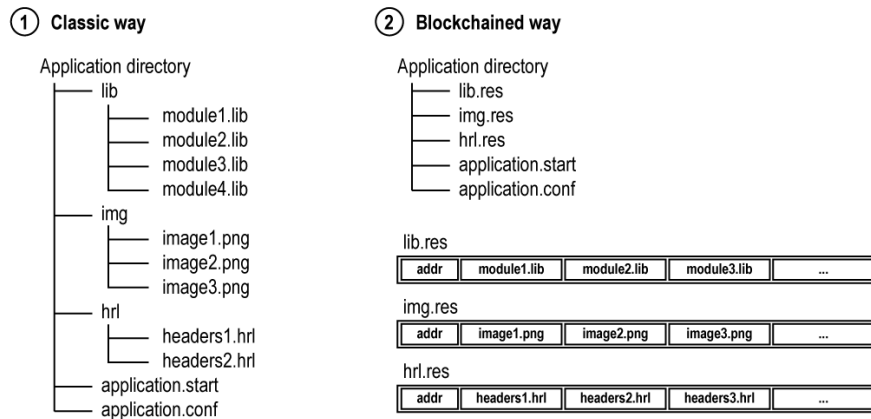 1 Classic way
Application directory
lib
module1.lib
module2.lib
module3.lib
module4.lib
img
image1.png
image2.png
image3.png
hrl
headers1.hrl
headers2.hrl
application.start
application.conf
2 Blockchained way
Application directory
lib.res
img.res
hrl.res
application.start
application.conf
lib.res
addr module1.lib module2.lib module3.lib ...
img.res
addr image1.png image2.png image3.png ...
hrl.res
addr headers1.hrl headers2.hrl headers3.hrl ...